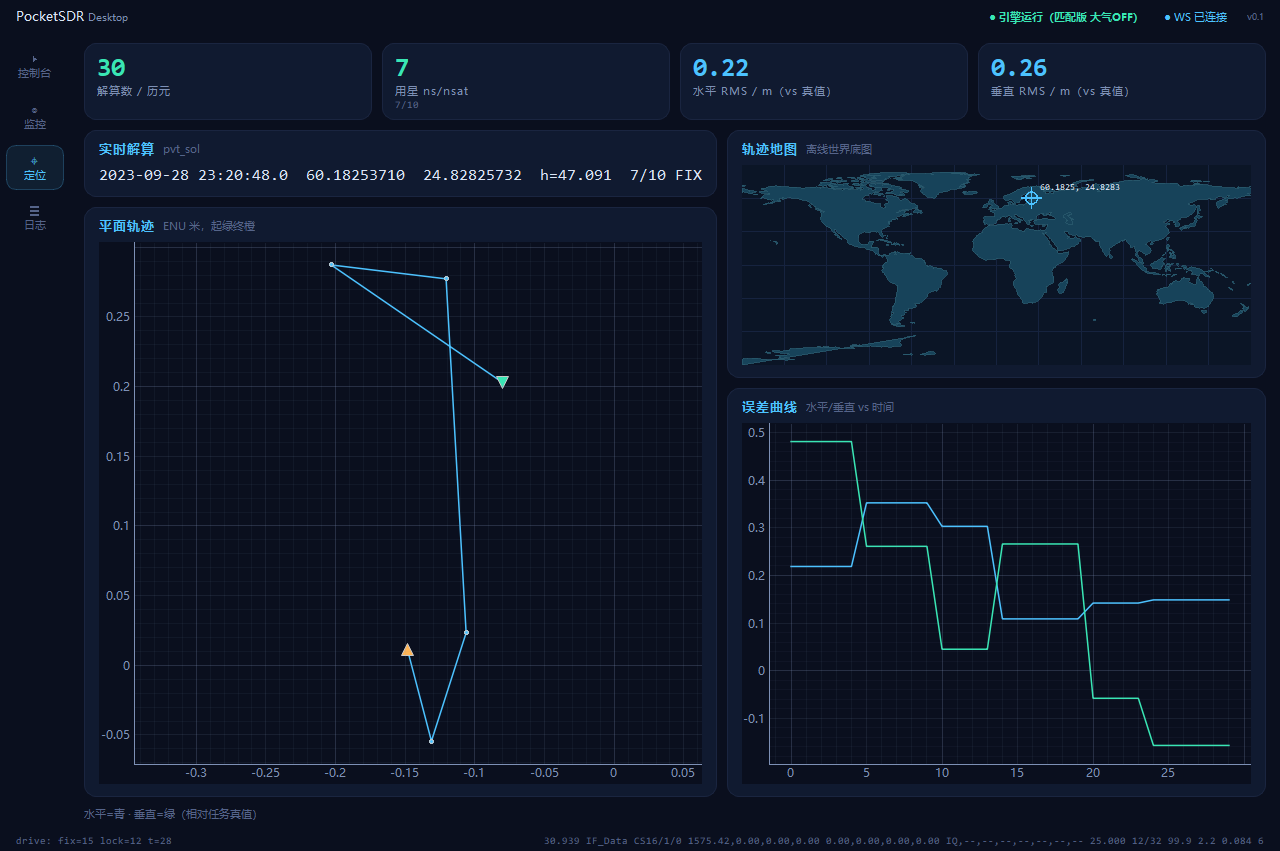 PocketSDR Desktop
● 引擎运行（匹配版 大气OFF）
● WS 已连接
v0.1
控制台
监控
定位
日志
30
解算数 / 历元
7
用星 ns/nsat
7/10
0.22
水平 RMS / m（vs 真值）
0.26
垂直 RMS / m（vs 真值）
实时解算 pvt_sol
2023-09-28 23:20:48.0 60.18253710 24.82825732 h=47.091 7/10 FIX
轨迹地图 离线世界底图
60.1825, 24.8283
平面轨迹 ENU 米，起绿终橙
0.25
0.2
0.15
0.1
0.05
0
-0.05
-0.3 -0.25 -0.2 -0.15 -0.1 -0.05 0 0.05
误差曲线 水平/垂直 vs 时间
0.5
0.4
0.3
0.2
0.1
0
-0.1
0 5 10 15 20 25
水平=青 · 垂直=绿（相对任务真值）
drive: fix=15 lock=12 t=28
30.939 IF_Data CS16/1/0 1575.42,0.00,0.00,0.00 0.00,0.00,0.00,0.00 IQ,--,--,--,--,--,--,-- 25.000 12/32 99.9 2.2 0.084 6